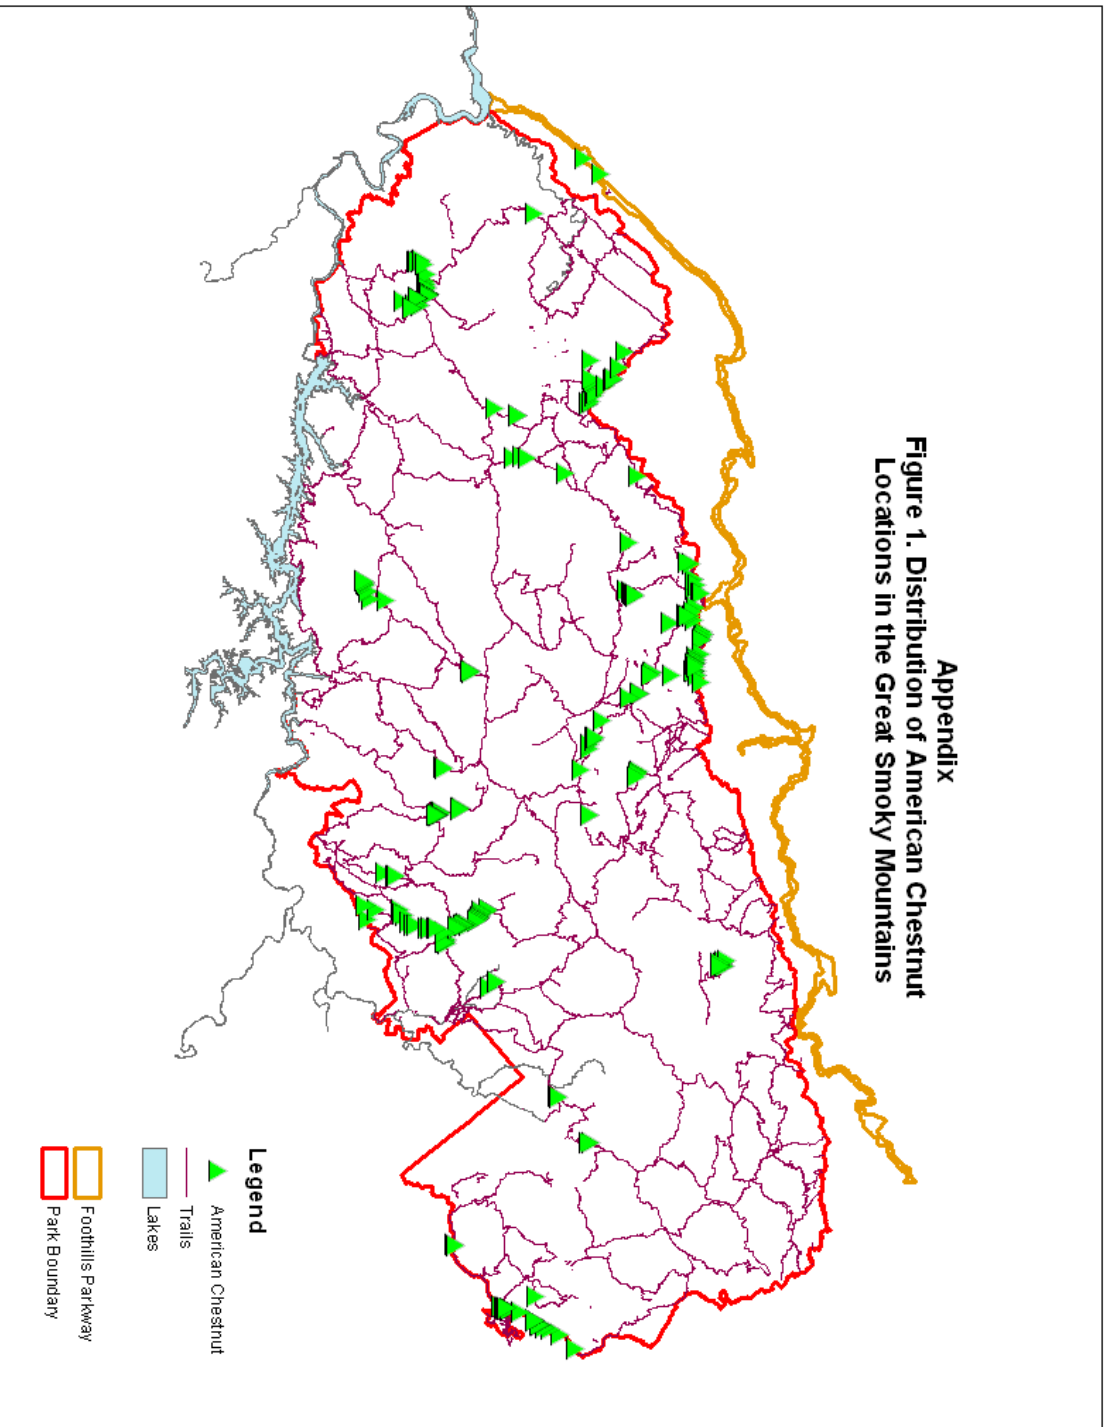 Appendix
Figure 1. Distribution of American Chestnut
Locations in the Great Smoky Mountains
Legend
American Chestnut
Trails
Lakes
Foothills Parkway
Park Boundary